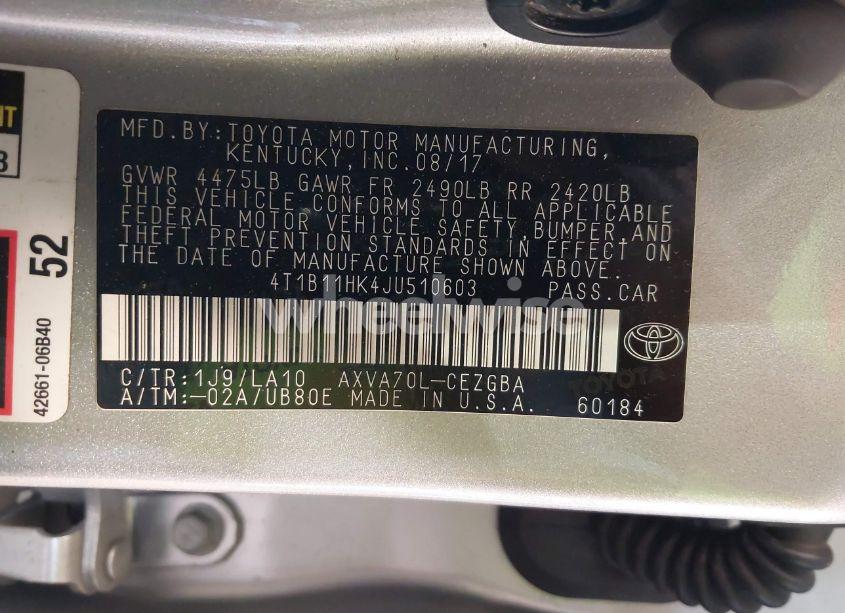 MFD.BY:TOYOTA MOTOR MANUFACTURING,
KENTUCKY,INC.08/17
GVWR 4475LB GAWR FR 2490LB RR 2420LB
THIS VEHICLE CONFORMS TO ALL APPLICABLE
FEDERAL MOTOR VEHICLE SAFETY,BUMPER,AND
THEFT PREVENTION STANDARDS IN EFFECT ON
THE DATE OF MANUFACTURE SHOWN ABOVE.
4T1B11HK4JU510603 PASS.CAR
wheelwise
TOYOTA
C/TR:1J9/LA10 AXVA70L-CEZGBA
A/TM:-02A/UB80E MADE IN U.S.A. 60184
52
42661-06B40